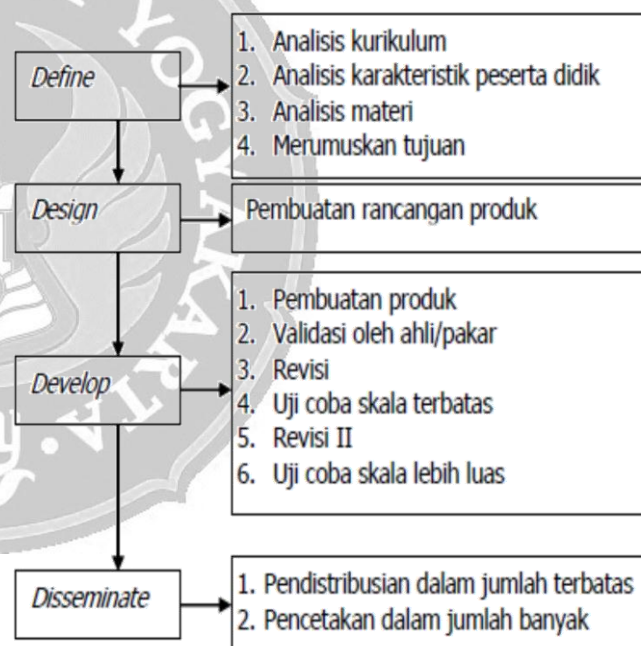 Define
1. Analisis kurikulum
2. Analisis karakteristik peserta didik
3. Analisis materi
4. Merumuskan tujuan
Design
Pembuatan rancangan produk
Develop
1. Pembuatan produk
2. Validasi oleh ahli/pakar
3. Revisi
4. Uji coba skala terbatas
5. Revisi II
6. Uji coba skala lebih luas
Disseminate
1. Pendistribusian dalam jumlah terbatas
2. Pencetakan dalam jumlah banyak
YOGYAKARTA